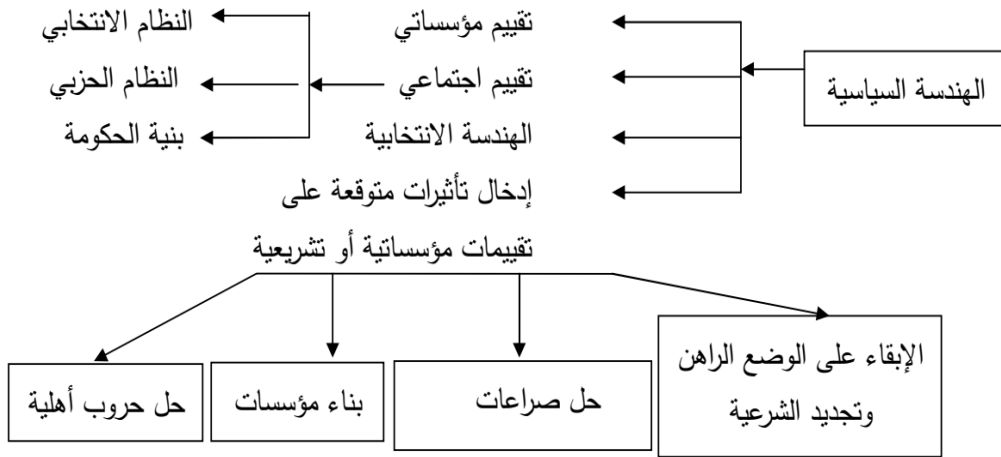 الهندسة السياسية
تقييم مؤسساتي
تقييم اجتماعي
الهندسة الانتخابية
إدخال تأثيرات متوقعة على
تقييمات مؤسساتية أو تشريعية
النظام الانتخابي
النظام الحزبي
بنية الحكومة
الإبقاء على الوضع الراهن
وتجديد الشرعية
حل صراعات
بناء مؤسسات
حل حروب أهلية